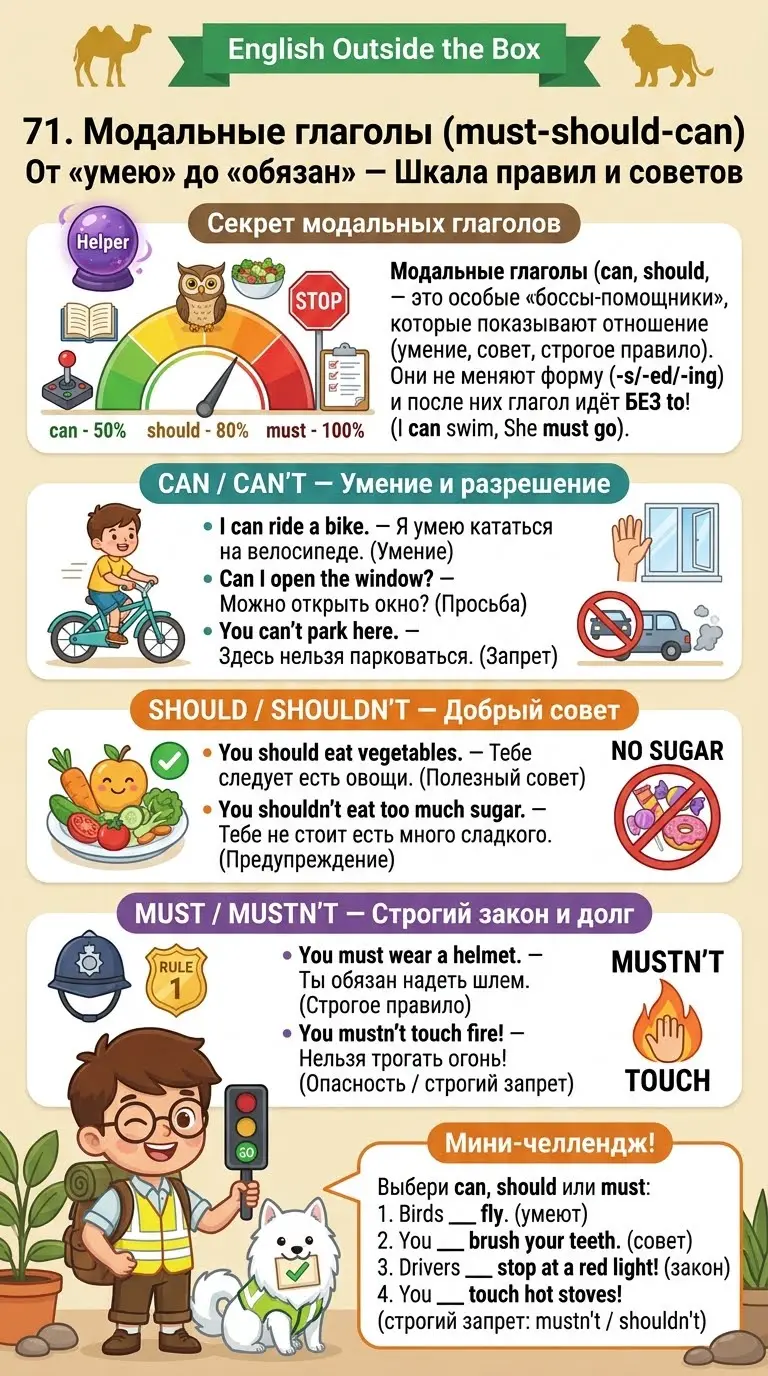 English Outside the Box
71. Модальные глаголы (must-should-can)
От «умею» до «обязан» — Шкала правил и советов
Секрет модальных глаголов
Helper
STOP
can - 50% should - 80% must - 100%
Модальные глаголы (can, should,
— это особые «боссы-помощники»,
которые показывают отношение
(умение, совет, строгое правило).
Они не меняют форму (-s/-ed/-ing)
и после них глагол идёт БЕЗ to!
(I can swim, She must go).
CAN / CAN'T — Умение и разрешение
• I can ride a bike. — Я умею кататься
на велосипеде. (Умение)
• Can I open the window? —
Можно открыть окно? (Просьба)
• You can't park here. —
Здесь нельзя парковаться. (Запрет)
SHOULD / SHOULDN'T — Добрый совет
• You should eat vegetables. — Тебе
следует есть овощи. (Полезный совет)
• You shouldn't eat too much sugar. —
Тебе не стоит есть много сладкого.
(Предупреждение)
NO SUGAR
MUST / MUSTN'T — Строгий закон и долг
RULE
1
• You must wear a helmet. —
Ты обязан надеть шлем.
(Строгое правило)
• You mustn't touch fire! —
Нельзя трогать огонь!
(Опасность / строгий запрет)
MUSTN'T
TOUCH
GO
Мини-челлендж!
Выбери can, should или must:
1. Birds ___ fly. (умеют)
2. You ___ brush your teeth. (совет)
3. Drivers ___ stop at a red light! (закон)
4. You ___ touch hot stoves!
(строгий запрет: mustn't / shouldn't)